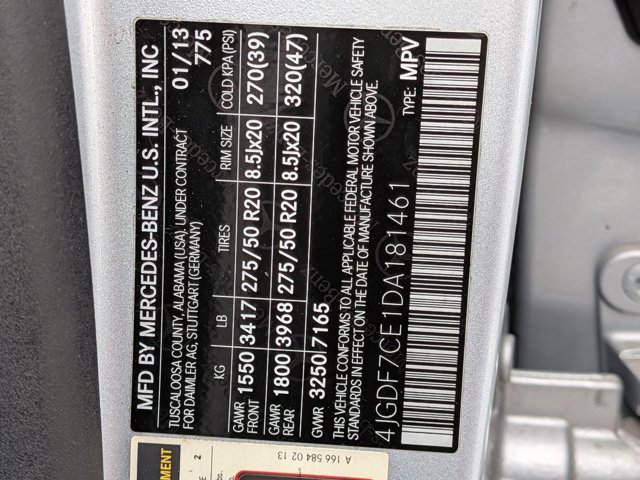 MFD BY MERCEDES-BENZ U.S. INTL., INC
TUSCALOOSA COUNTY, ALABAMA (USA), UNDER CONTRACT 01/13
FOR DAIMLER AG, STUTTGART (GERMANY) 775
KG LB TIRES RIM SIZE COLD KPA (PSI)
GAWR FRONT 1550 3417 275/50 R20 8.5Jx20 270(39)
GAWR REAR 1800 3968 275/50 R20 8.5Jx20 320(47)
GVWR 3250/7165
THIS VEHICLE CONFORMS TO ALL APPLICABLE FEDERAL MOTOR VEHICLE SAFETY
STANDARDS IN EFFECT ON THE DATE OF MANUFACTURE SHOWN ABOVE.
4JGDF7CE1DA181461 TYPE: MPV
A 166 584 02 13
2